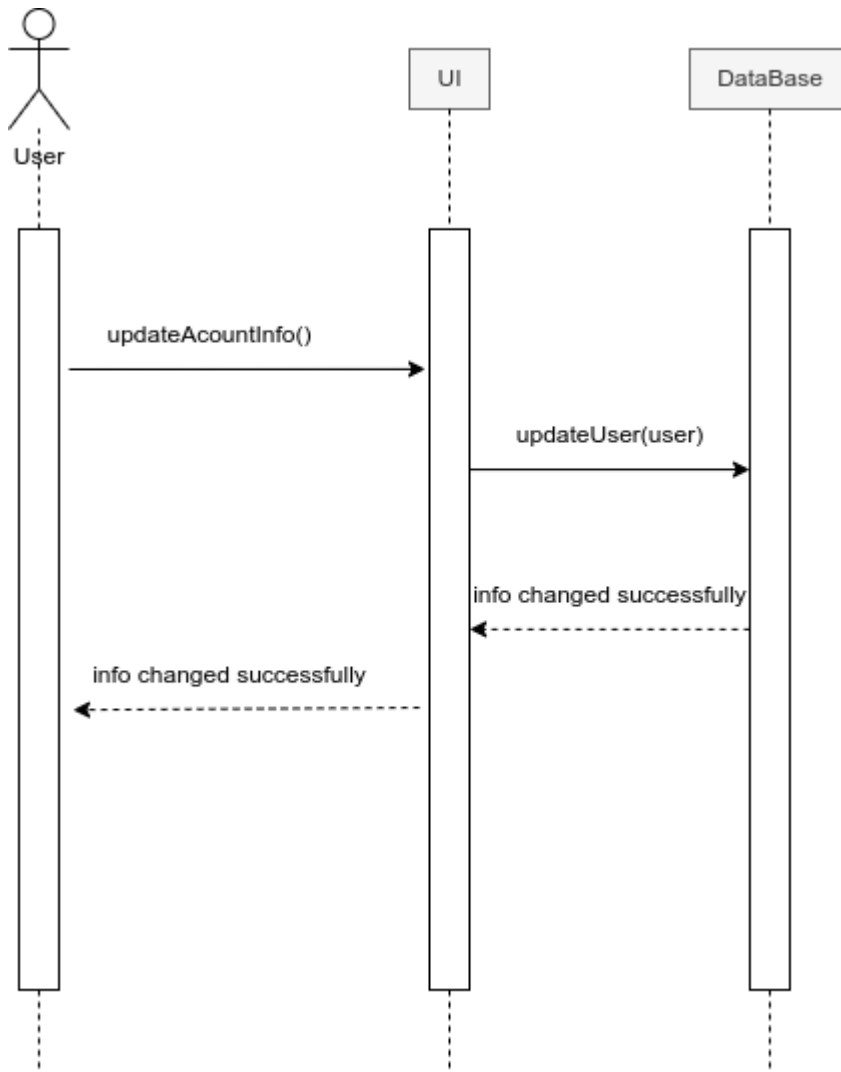 User
UI
DataBase
updateAcountInfo()
updateUser(user)
info changed successfully
info changed successfully